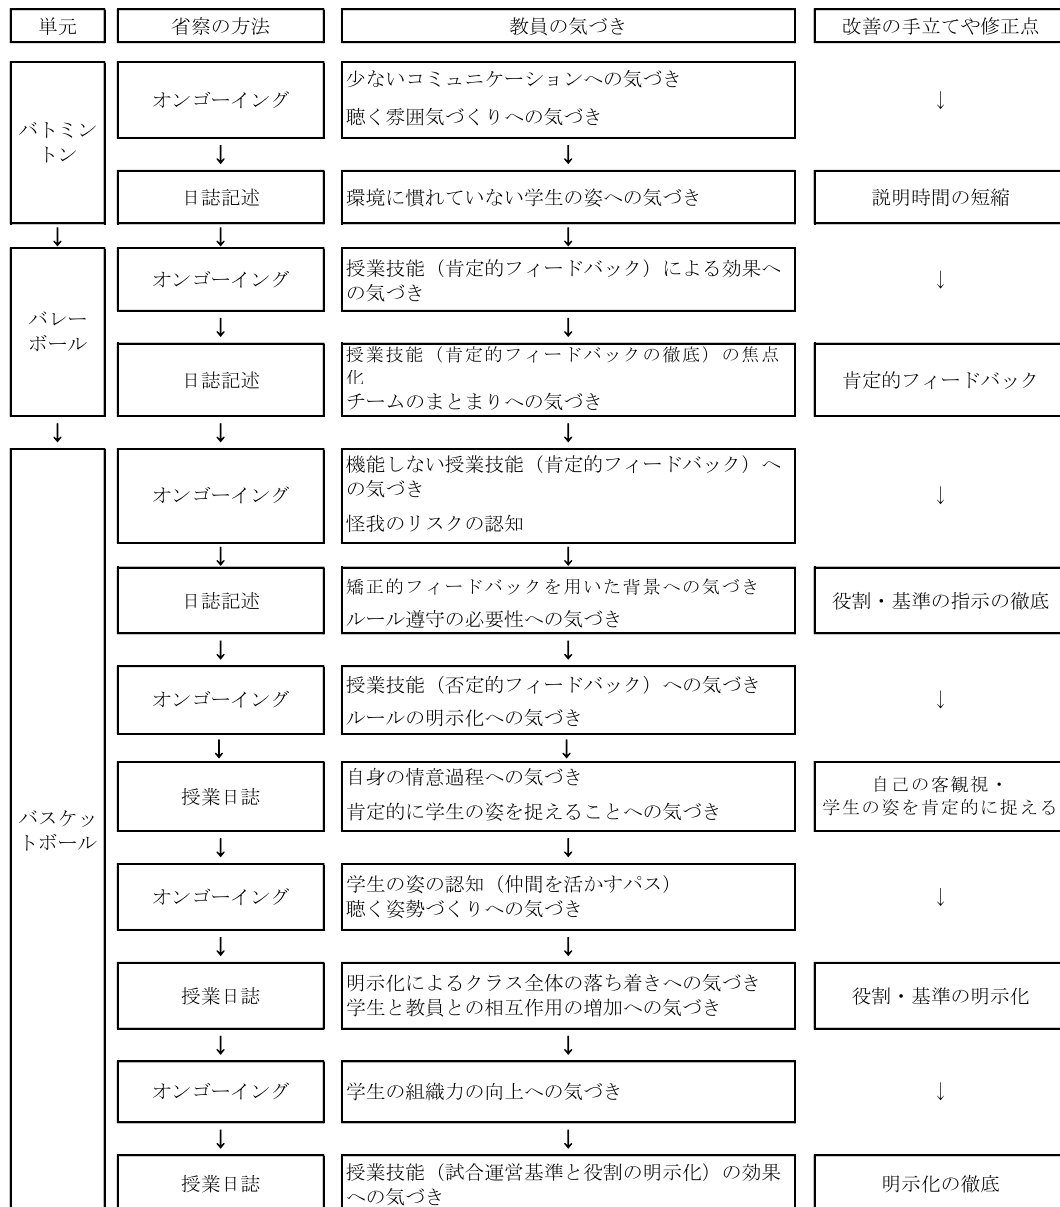 単元
省察の方法
教員の気づき
改善の手立てや修正点
バトミン
トン
オンゴーイング
少ないコミュニケーションへの気づき
聴く雰囲気づくりへの気づき
↓
↓
↓
日誌記述
環境に慣れていない学生の姿への気づき
説明時間の短縮
↓
↓
↓
バレー
ボール
オンゴーイング
授業技能（肯定的フィードバック）による効果へ
の気づき
↓
↓
↓
日誌記述
授業技能（肯定的フィードバックの徹底）の焦点
化
チームのまとまりへの気づき
肯定的フィードバック
↓
↓
↓
バスケッ
トボール
オンゴーイング
機能しない授業技能（肯定的フィードバック）へ
の気づき
怪我のリスクの認知
↓
↓
↓
日誌記述
矯正的フィードバックを用いた背景への気づき
ルール遵守の必要性への気づき
役割・基準の指示の徹底
↓
↓
オンゴーイング
授業技能（否定的フィードバック）への気づき
ルールの明示化への気づき
↓
↓
↓
授業日誌
自身の情意過程への気づき
肯定的に学生の姿を捉えることへの気づき
自己の客観視・
学生の姿を肯定的に捉える
↓
↓
オンゴーイング
学生の姿の認知（仲間を活かすパス）
聴く姿勢づくりへの気づき
↓
↓
↓
授業日誌
明示化によるクラス全体の落ち着きへの気づき
学生と教員との相互作用の増加への気づき
役割・基準の明示化
↓
↓
オンゴーイング
学生の組織力の向上への気づき
↓
↓
↓
授業日誌
授業技能（試合運営基準と役割の明示化）の効果
への気づき
明示化の徹底